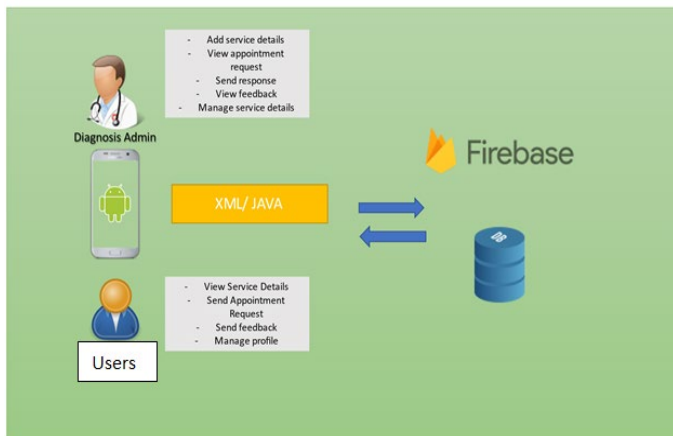 - Add service details
- View appointment
request
- Send response
- View feedback
- Manage service details
Diagnosis Admin
Firebase
XML/ JAVA
DB
- View Service Details
- Send Appointment
Request
- Send feedback
- Manage profile
Users